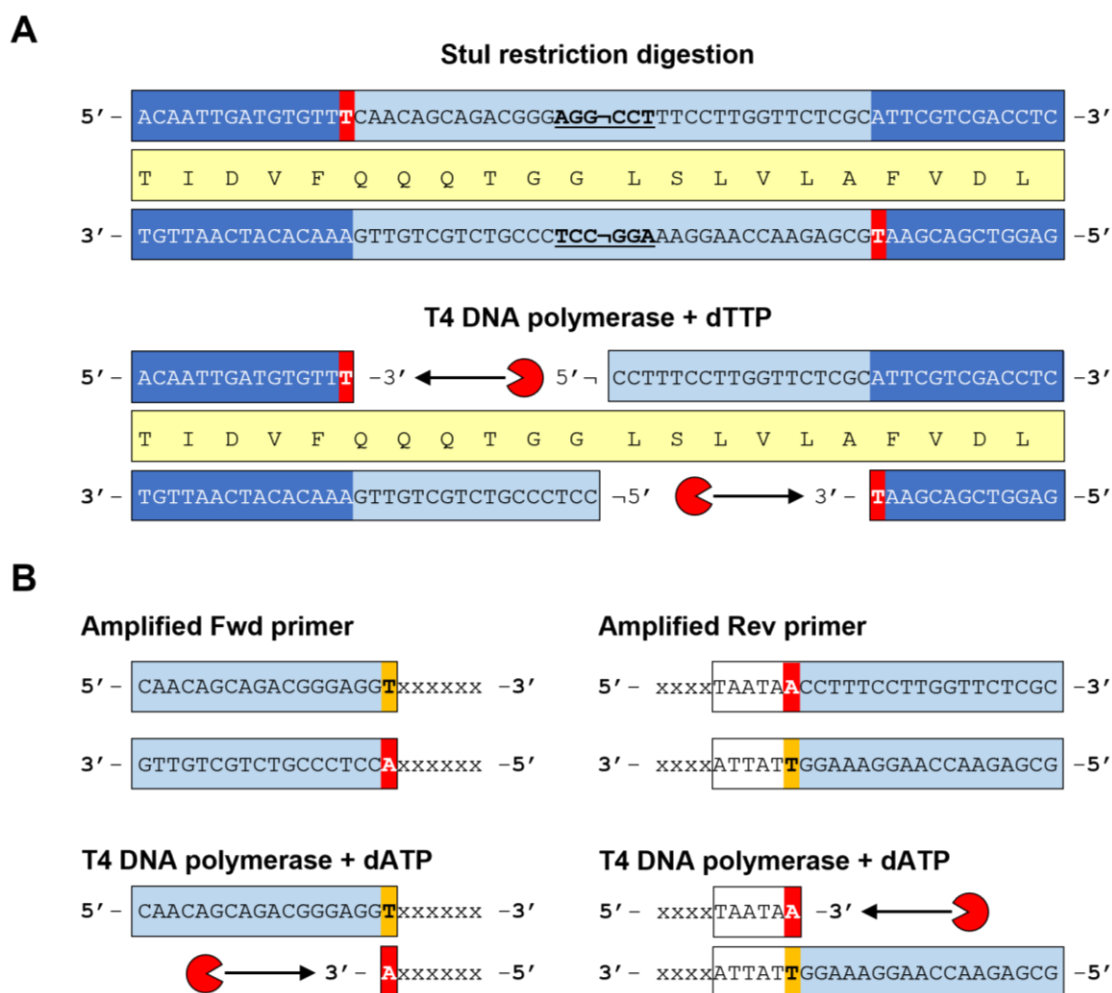 A
StuI restriction digestion
5′– ACAATTGATGTGTTTCAACAGCAGACGGGAGG¬CCTTTCCTTGGTTCTCGCATTCGTCGACCTC –3′
T I D V F Q Q Q T G G L S L V L A F V D L
3′– TGTTAACTACACAAAGTTGTCGTCTGCCCTCC¬GGAAAGGAACCAAGAGCGTAAGCAGCTGGAG –5′
T4 DNA polymerase + dTTP
5′– ACAATTGATGTGTTT –3′ 5′¬ CCTTTCCTTGGTTCTCGCATTCGTCGACCTC –3′
T I D V F Q Q Q T G G L S L V L A F V D L
3′– TGTTAACTACACAAAGTTGTCGTCTGCCCTCC ¬5′ 3′– TAAGCAGCTGGAG –5′
B
Amplified Fwd primer Amplified Rev primer
5′– CAACAGCAGACGGGAGGTxxxxxx –3′ 5′– xxxxTAATAACCTTTCCTTGGTTCTCGC –3′
3′– GTTGTCGTCTGCCCTCCAxxxxxx –5′ 3′– xxxxATTATTGGAAAGGAACCAAGAGCG –5′
T4 DNA polymerase + dATP T4 DNA polymerase + dATP
5′– CAACAGCAGACGGGAGGTxxxxxx –3′ 5′– xxxxTAATAA –3′
3′– Axxxxxx –5′ 3′– xxxxATTATTGGAAAGGAACCAAGAGCG –5′